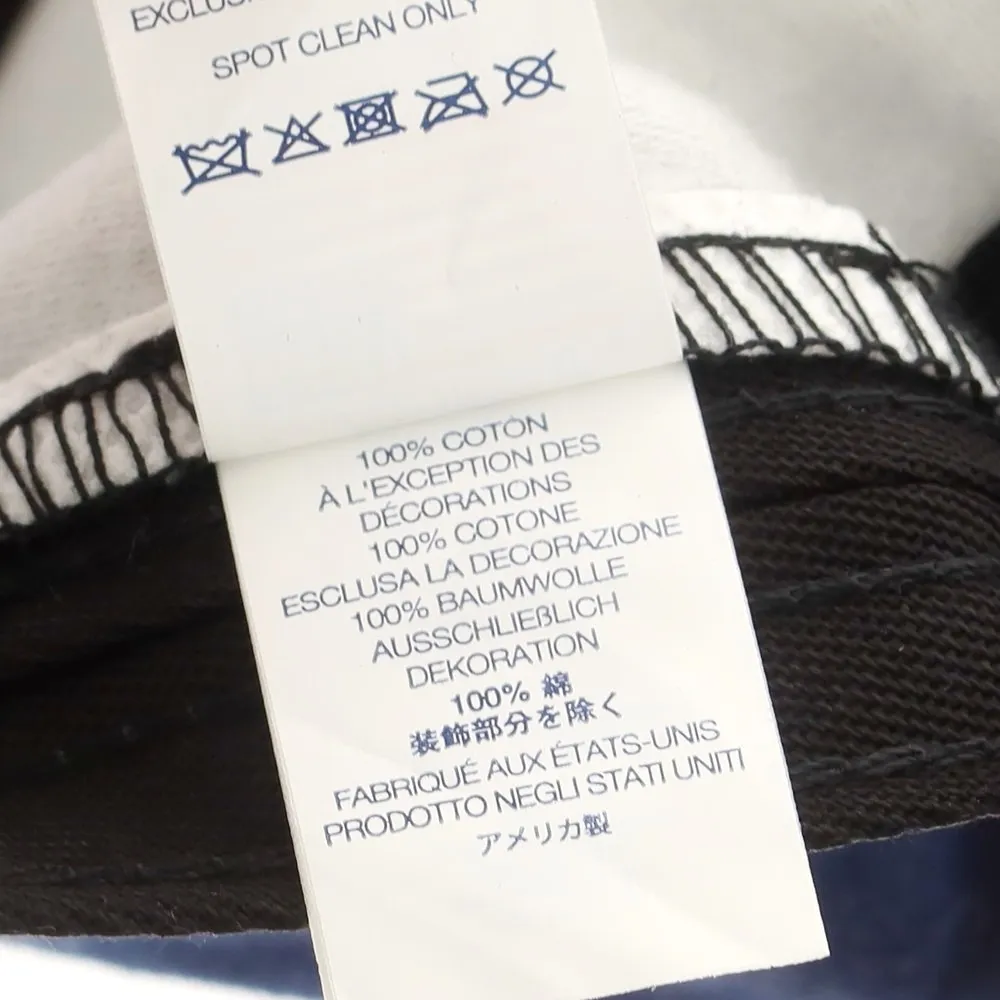 SPOT CLEAN ONLY
100% COTON
À L'EXCEPTION DES
DÉCORATIONS
100% COTONE
ESCLUSA LA DECORAZIONE
100% BAUMWOLLE
AUSSCHLIEßLICH
DEKORATION
100% 綿
装飾部分を除く
FABRIQUÉ AUX ÉTATS-UNIS
PRODOTTO NEGLI STATI UNITI
アメリカ製